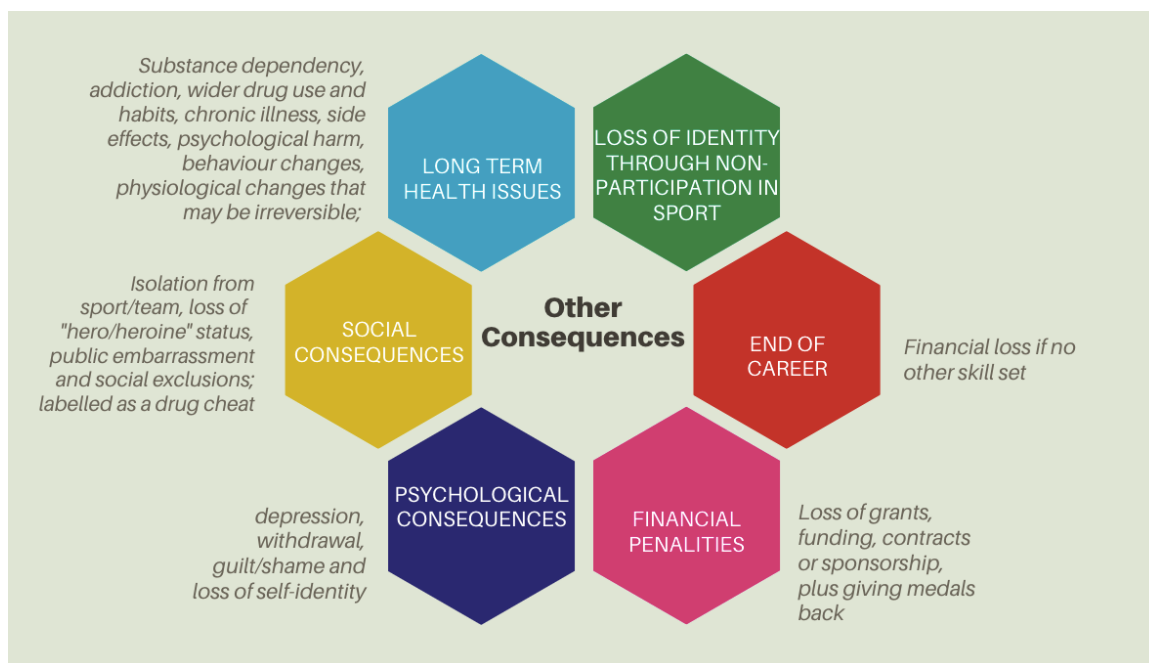 Substance dependency,
addiction, wider drug use and
habits, chronic illness, side
effects, psychological harm,
behaviour changes,
physiological changes that
may be irreversible;
LONG TERM
HEALTH ISSUES
LOSS OF IDENTITY
THROUGH NON-
PARTICIPATION IN
SPORT
Isolation from
sport/team, loss of
"hero/heroine" status,
public embarrassment
and social exclusions;
labelled as a drug cheat
SOCIAL
CONSEQUENCES
Other
Consequences
END OF
CAREER
Financial loss if no
other skill set
depression,
withdrawal,
guilt/shame and
loss of self-identity
PSYCHOLOGICAL
CONSEQUENCES
FINANCIAL
PENALITIES
Loss of grants,
funding, contracts
or sponsorship,
plus giving medals
back